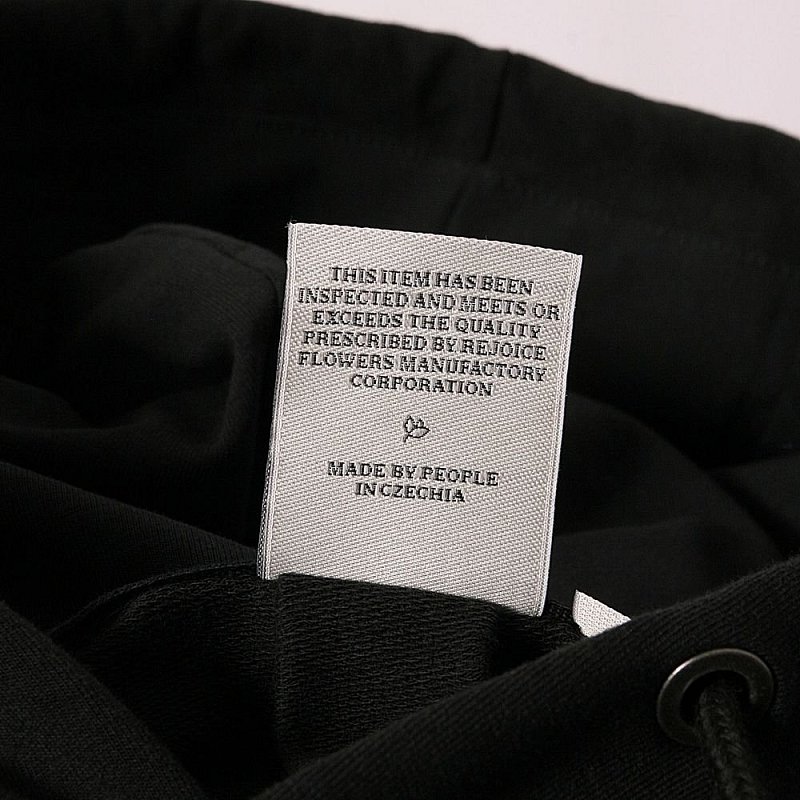 THIS ITEM HAS BEEN
INSPECTED AND MEETS OR
EXCEEDS THE QUALITY
PRESCRIBED BY REJOICE
FLOWERS MANUFACTORY
CORPORATION
MADE BY PEOPLE
IN CZECHIA